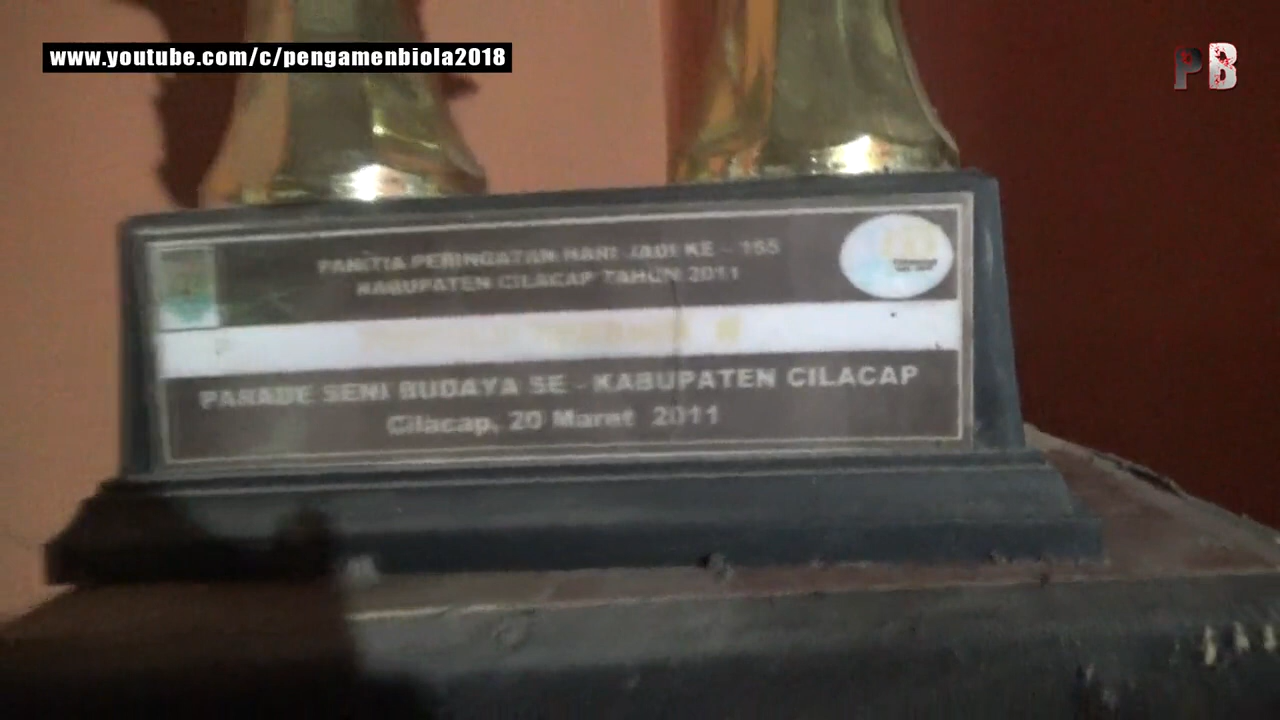 www.youtube.com/c/pengamenbiola2018
PB
PANITIA PERINGATAN HARI JADI KE - 155
KABUPATEN CILACAP TAHUN 2011
PARADE SENI BUDAYA SE - KABUPATEN CILACAP
Cilacap, 20 Maret 2011